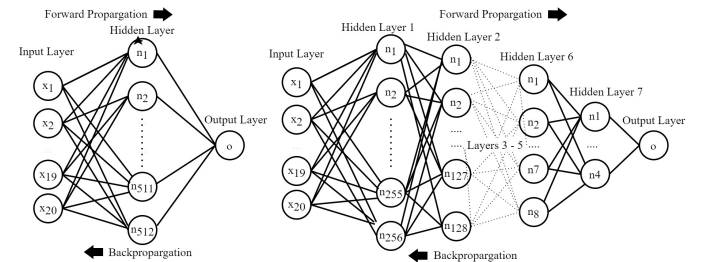 Forward Propargation
Hidden Layer
Input Layer
x1
x2
x19
x20
n1
n2
n511
n512
Output Layer
o
Backpropargation
Forward Propargation
Hidden Layer 1
Hidden Layer 2
Input Layer
Hidden Layer 6
Hidden Layer 7
Output Layer
x1
x2
x19
x20
n1
n2
n255
n256
n1
n2
n127
n128
Layers 3 - 5
n1
n2
n7
n8
n1
n4
o
Backpropargation